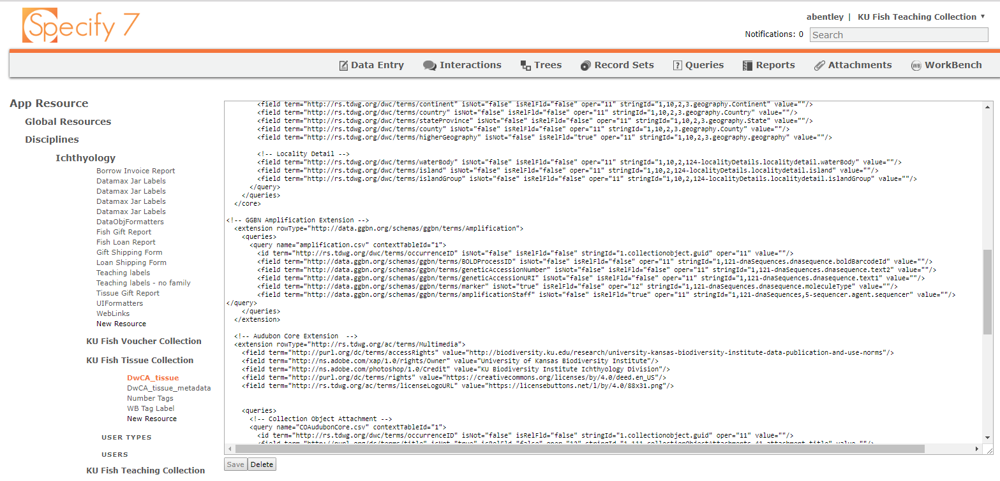 Specify 7
abentley | KU Fish Teaching Collection ▼
Notifications: 0 Search
Data Entry Interactions Trees Record Sets Queries Reports Attachments WorkBench
App Resource
Global Resources
Disciplines
Ichthyology
Borrow Invoice Report
Datamax Jar Labels
Datamax Jar Labels
Datamax Jar Labels
Datamax Jar Labels
DataObjFormatters
Fish Gift Report
Fish Loan Report
Gift Shipping Form
Loan Shipping Form
Teaching labels
Teaching labels - no family
Tissue Gift Report
UIFormatters
WebLinks
New Resource
KU Fish Voucher Collection
KU Fish Tissue Collection
DwCA_tissue
DwCA_tissue_metadata
Number Tags
WB Tag Label
New Resource
USER TYPES
USERS
KU Fish Teaching Collection
<field term="http://rs.tdwg.org/dwc/terms/continent" isNot="false" isRelFld="false" oper="11" stringId="1,10,2,3.geography.Continent" value=""/>
<field term="http://rs.tdwg.org/dwc/terms/country" isNot="false" isRelFld="false" oper="11" stringId="1,10,2,3.geography.Country" value=""/>
<field term="http://rs.tdwg.org/dwc/terms/stateProvince" isNot="false" isRelFld="false" oper="11" stringId="1,10,2,3.geography.State" value=""/>
<field term="http://rs.tdwg.org/dwc/terms/county" isNot="false" isRelFld="false" oper="11" stringId="1,10,2,3.geography.County" value=""/>
<field term="http://rs.tdwg.org/dwc/terms/higherGeography" isNot="false" isRelFld="true" oper="11" stringId="1,10,2,3.geography.geography" value=""/>
<!-- Locality Detail -->
<field term="http://rs.tdwg.org/dwc/terms/waterBody" isNot="false" isRelFld="false" oper="11" stringId="1,10,2,124-localityDetails.localitydetail.waterBody" value=""/>
<field term="http://rs.tdwg.org/dwc/terms/island" isNot="false" isRelFld="false" oper="11" stringId="1,10,2,124-localityDetails.localitydetail.island" value=""/>
<field term="http://rs.tdwg.org/dwc/terms/islandGroup" isNot="false" isRelFld="false" oper="11" stringId="1,10,2,124-localityDetails.localitydetail.islandGroup" value=""/>
</query>
</queries>
</core>
<!-- GGBN Amplification Extension -->
<extension rowType="http://data.ggbn.org/schemas/ggbn/terms/Amplification">
<queries>
<query name="amplification.csv" contextTableId="1">
<id term="http://rs.tdwg.org/dwc/terms/occurrenceID" isNot="false" isRelFld="false" stringId="1.collectionobject.guid" oper="11" value=""/>
<field term="http://data.ggbn.org/schemas/ggbn/terms/BOLDProcessID" isNot="false" isRelFld="false" oper="11" stringId="1,121-dnaSequences.dnasequence.boldBarcodeId" value=""/>
<field term="http://data.ggbn.org/schemas/ggbn/terms/geneticAccessionNumber" isNot="false" isRelFld="false" oper="11" stringId="1,121-dnaSequences.dnasequence.text2" value=""/>
<field term="http://data.ggbn.org/schemas/ggbn/terms/geneticAccessionURI" isNot="false" isRelFld="false" oper="11" stringId="1,121-dnaSequences.dnasequence.text1" value=""/>
<field term="http://data.ggbn.org/schemas/ggbn/terms/marker" isNot="true" isRelFld="false" oper="12" stringId="1,121-dnaSequences.dnasequence.moleculeType" value=""/>
<field term="http://data.ggbn.org/schemas/ggbn/terms/amplificationStaff" isNot="false" isRelFld="true" oper="11" stringId="1,121-dnaSequences,5-sequencer.agent.sequencer" value=""/>
</query>
</queries>
</extension>
<!-- Audubon Core Extension -->
<extension rowType="http://rs.tdwg.org/ac/terms/Multimedia">
<field term="http://purl.org/dc/terms/accessRights" value="http://biodiversity.ku.edu/research/university-kansas-biodiversity-institute-data-publication-and-use-norms"/>
<field term="http://ns.adobe.com/xap/1.0/rights/Owner" value="University of Kansas Biodiversity Institute"/>
<field term="http://ns.adobe.com/photoshop/1.0/Credit" value="KU Biodiversity Institute Ichthyology Division"/>
<field term="http://purl.org/dc/terms/rights" value="https://creativecommons.org/licenses/by/4.0/deed.en_US"/>
<field term="http://rs.tdwg.org/ac/terms/licenseLogoURL" value="https://licensebuttons.net/l/by/4.0/88x31.png"/>
<queries>
<!-- Collection Object Attachment -->
<query name="COAudubonCore.csv" contextTableId="1">
<id term="http://rs.tdwg.org/dwc/terms/occurrenceID" isNot="false" isRelFld="false" stringId="1.collectionobject.guid" oper="11" value=""/>
<field term="http://purl.org/dc/terms/title" isNot="true" isRelFld="false" oper="12" stringId="1,111-collectionObjectAttachments,41.attachment.title" value=""/>
Save Delete